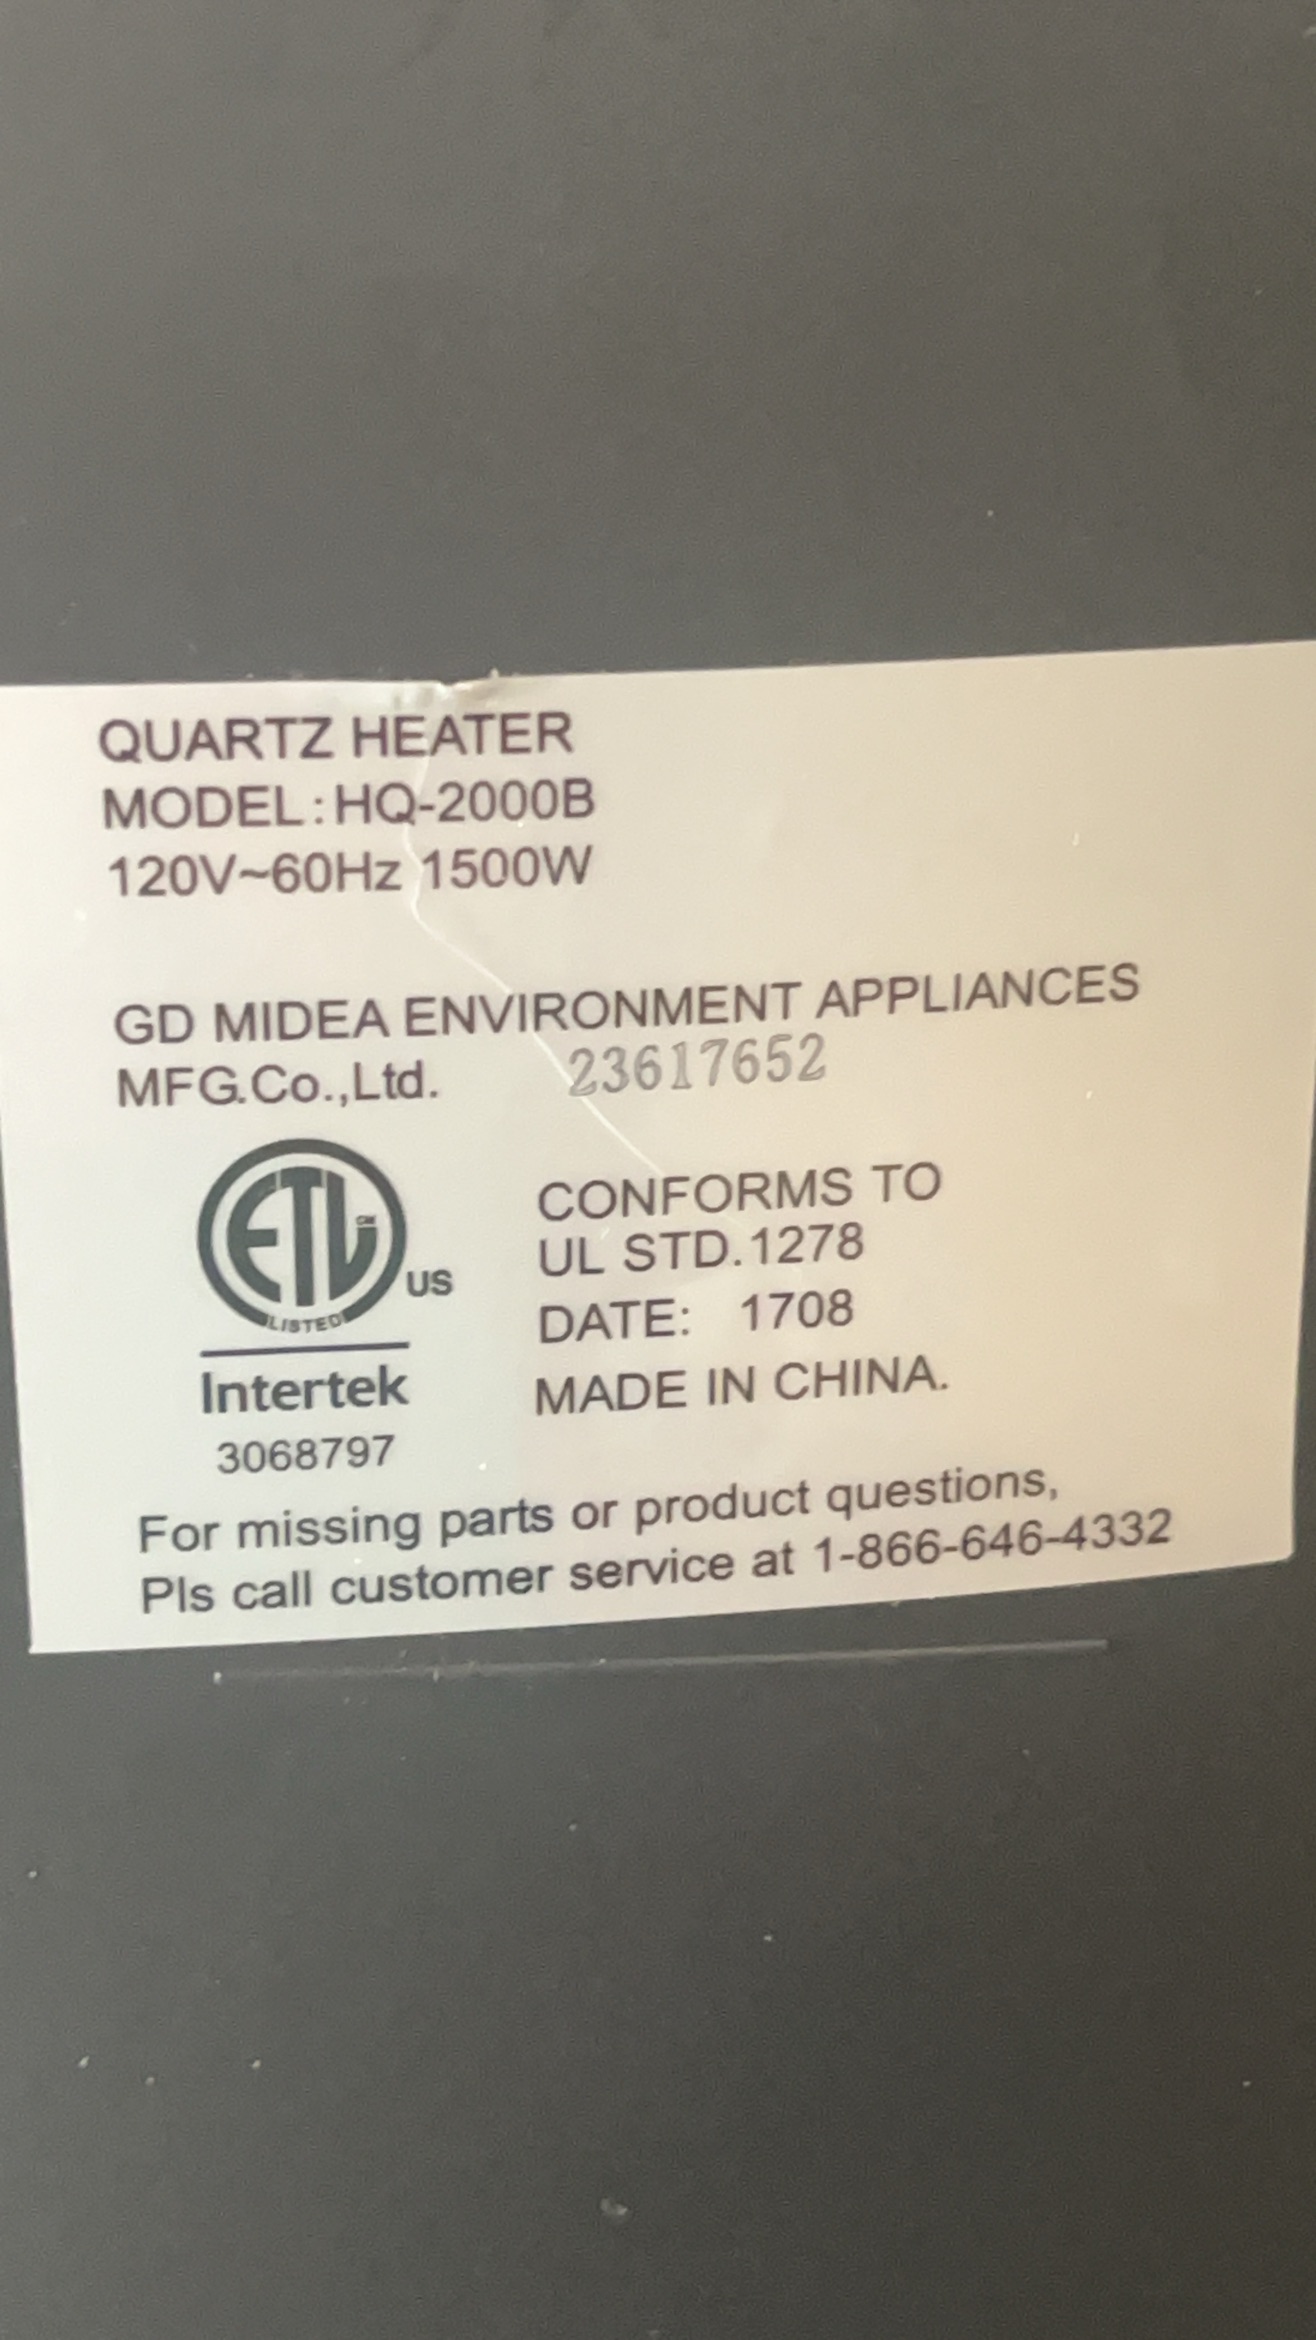 QUARTZ HEATER
MODEL:HQ-2000B
120V~60Hz 1500W
GD MIDEA ENVIRONMENT APPLIANCES
MFG.Co.,Ltd. 23617652
ETL CM
LISTED
US
Intertek
3068797
CONFORMS TO
UL STD.1278
DATE: 1708
MADE IN CHINA.
For missing parts or product questions,
Pls call customer service at 1-866-646-4332